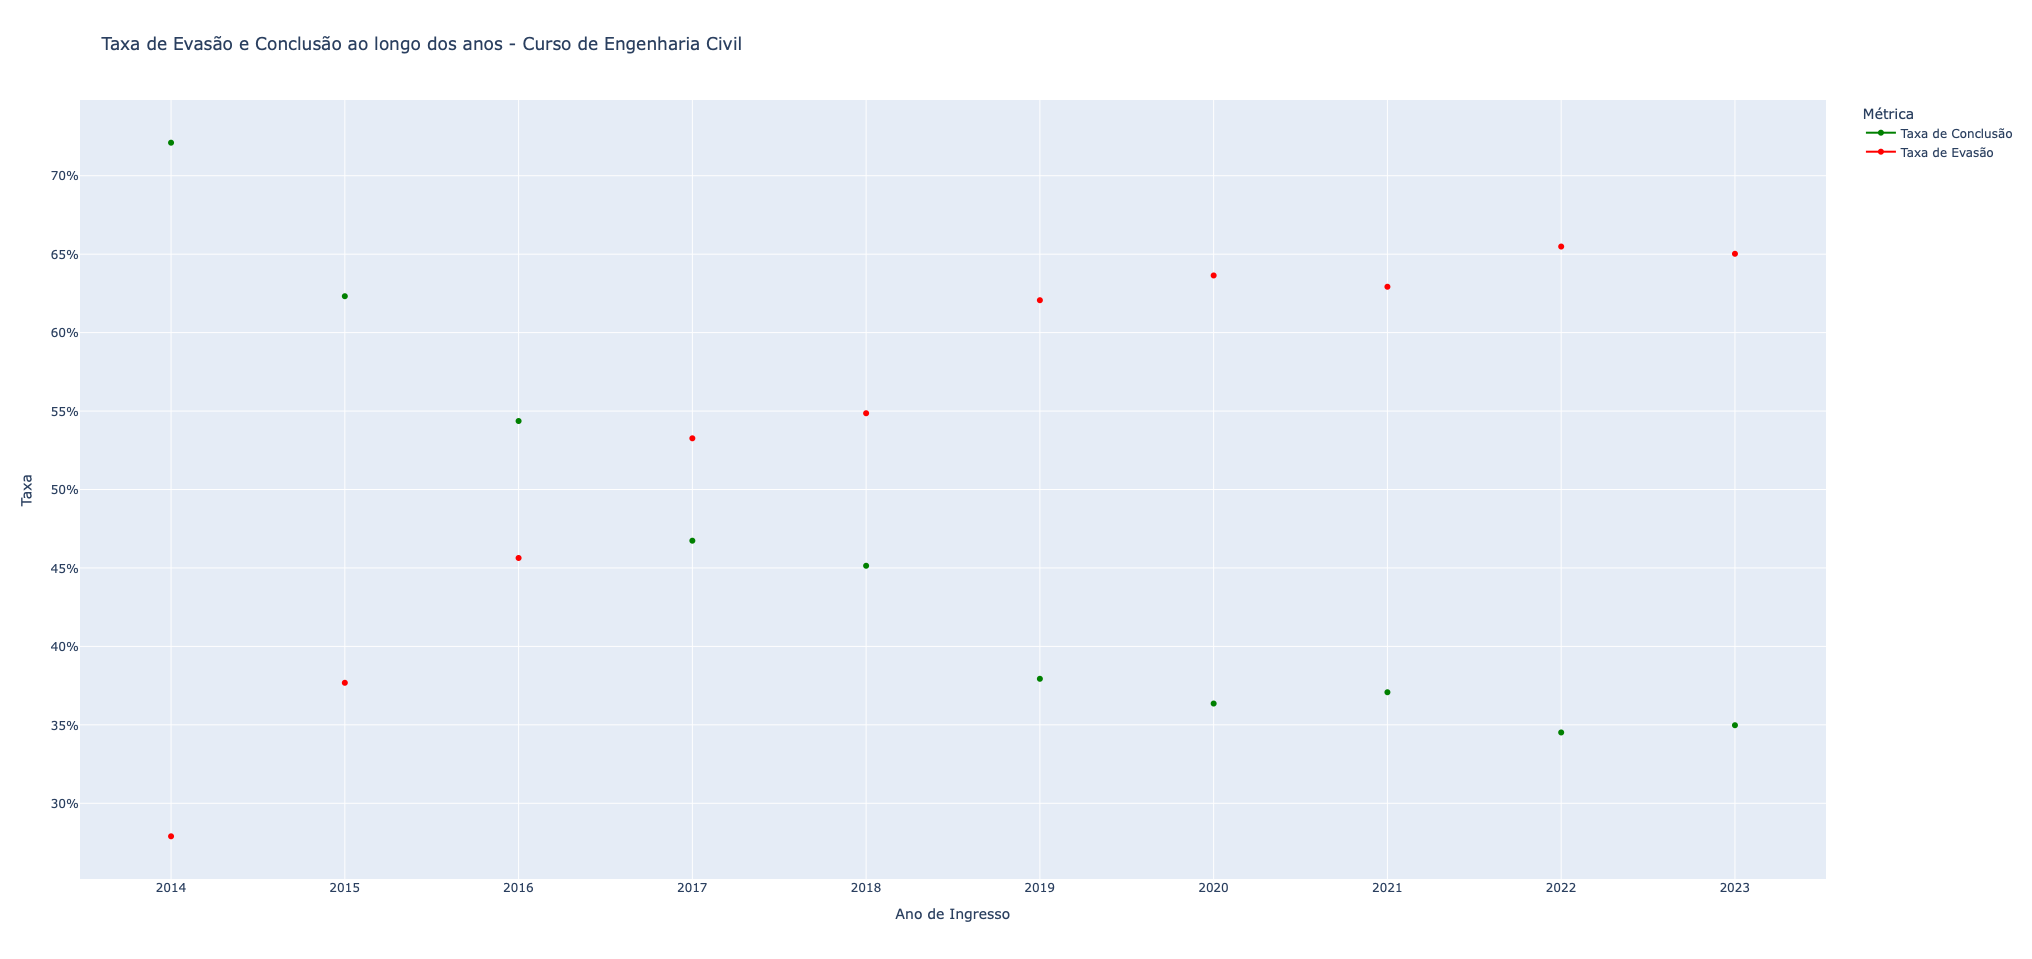 Taxa de Evasão e Conclusão ao longo dos anos - Curso de Engenharia Civil
Métrica
Taxa de Conclusão
Taxa de Evasão
Taxa
70%
65%
60%
55%
50%
45%
40%
35%
30%
2014 2015 2016 2017 2018 2019 2020 2021 2022 2023
Ano de Ingresso